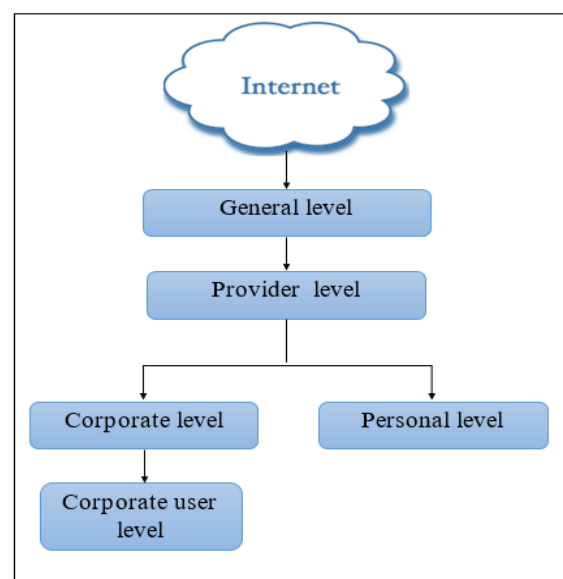 Internet
General level
Provider level
Corporate level
Personal level
Corporate user
level